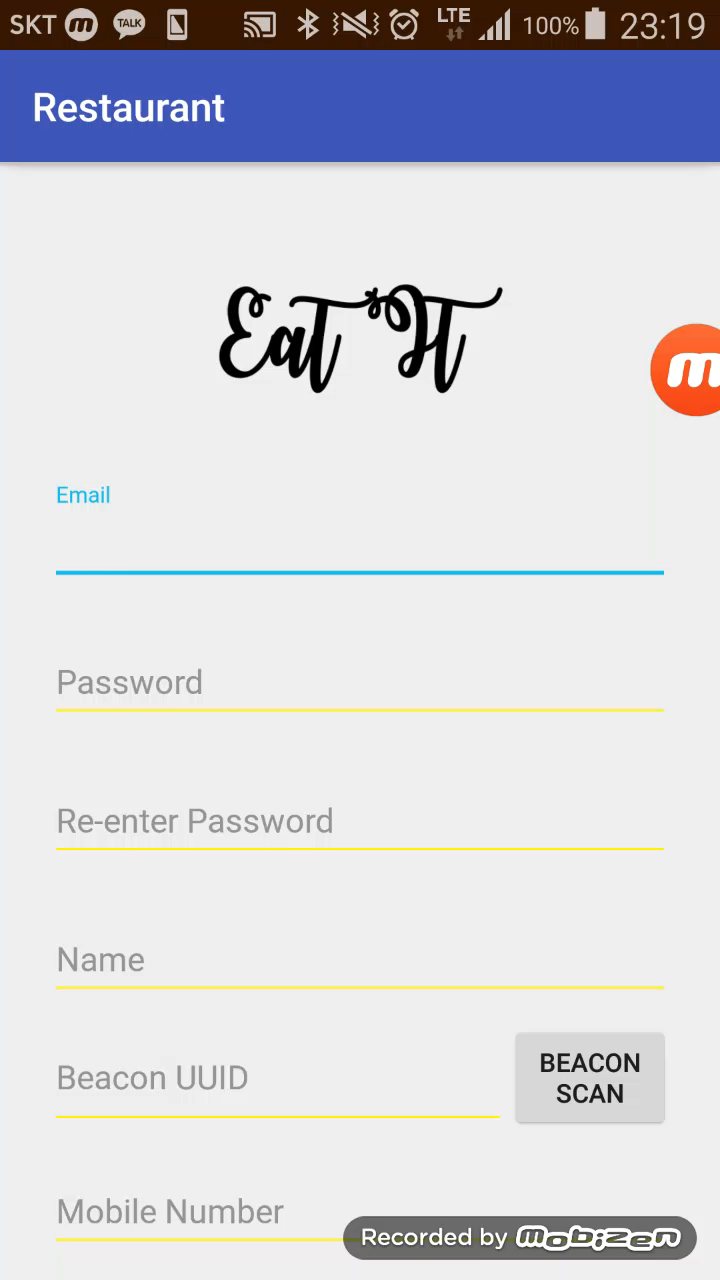 SKT m TALK LTE 100% 23:19
Restaurant
Eat It
m
Email
Password
Re-enter Password
Name
Beacon UUID
BEACON
SCAN
Mobile Number
Recorded by mobizen